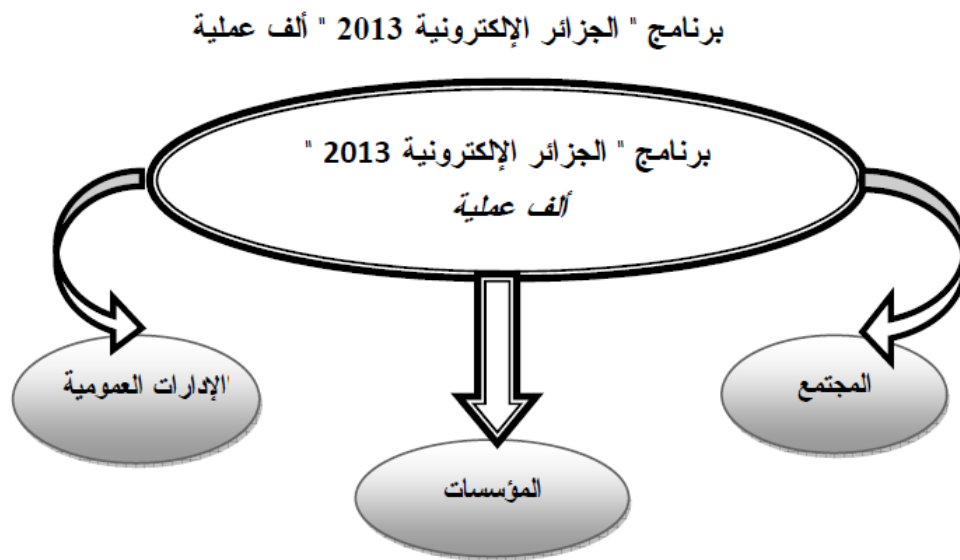 برنامج " الجزائر الإلكترونية 2013 " ألف عملية
برنامج " الجزائر الإلكترونية 2013 "
ألف عملية
المجتمع
الإدارات العمومية
المؤسسات